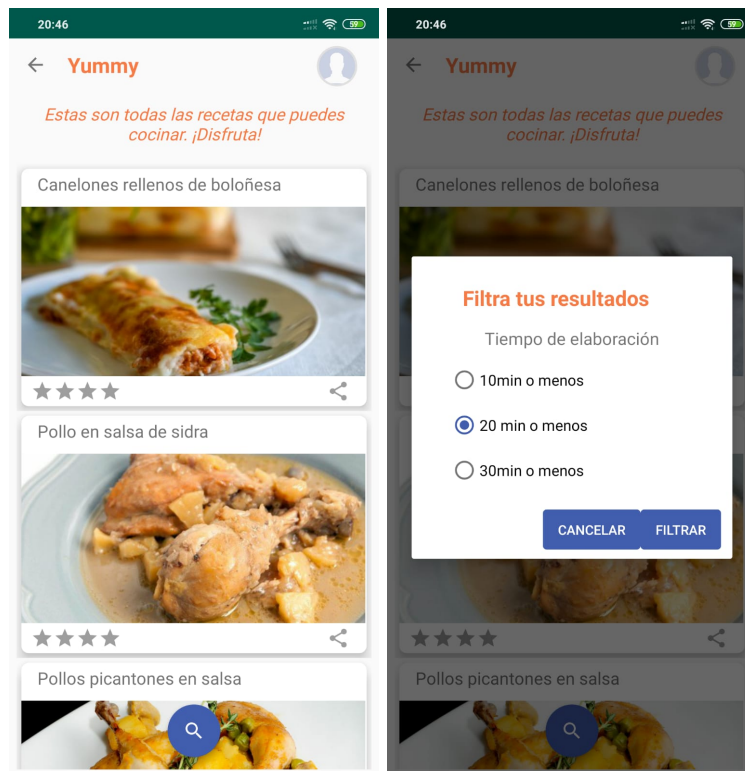 20:46
59
Yummy
Estas son todas las recetas que puedes
cocinar. ¡Disfruta!
Canelones rellenos de boloñesa
Pollo en salsa de sidra
Pollos picantones en salsa
20:46
59
Yummy
Estas son todas las recetas que puedes
cocinar. ¡Disfruta!
Canelones rellenos de boloñesa
Filtra tus resultados
Tiempo de elaboración
10min o menos
20 min o menos
30min o menos
CANCELAR FILTRAR
Pollos picantones en salsa